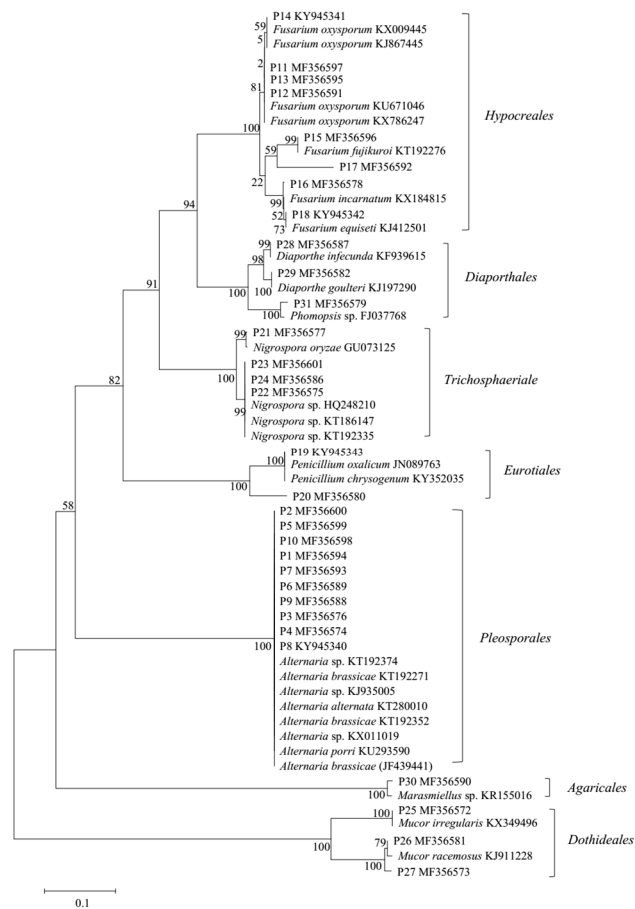 P14 KY945341
59
Fusarium oxysporum KX009445
5
Fusarium oxysporum KJ867445
2
P11 MF356597
P13 MF356595
81
P12 MF356591
Fusarium oxysporum KU671046
Fusarium oxysporum KX786247
Hypocreales
100
99
P15 MF356596
59
Fusarium fujikuroi KT192276
P17 MF356592
22
P16 MF356578
Fusarium incarnatum KX184815
99
52
P18 KY945342
73
Fusarium equiseti KJ412501
94
99
P28 MF356587
98
Diaporthe infecunda KF939615
P29 MF356582
Diaporthales
100
100
Diaporthe goulteri KJ197290
P31 MF356579
100
Phomopsis sp. FJ037768
91
99
P21 MF356577
Nigrospora oryzae GU073125
P23 MF356601
100
P24 MF356586
Trichosphaeriale
P22 MF356575
99
Nigrospora sp. HQ248210
Nigrospora sp. KT186147
Nigrospora sp. KT192335
82
P19 KY945343
100
Penicillium oxalicum JN089763
Eurotiales
Penicillium chrysogenum KY352035
100
P20 MF356580
58
P2 MF356600
P5 MF356599
P10 MF356598
P1 MF356594
P7 MF356593
P6 MF356589
P9 MF356588
P3 MF356576
P4 MF356574
Pleosporales
100
P8 KY945340
Alternaria sp. KT192374
Alternaria brassicae KT192271
Alternaria sp. KJ935005
Alternaria alternata KT280010
Alternaria brassicae KT192352
Alternaria sp. KX011019
Alternaria porri KU293590
Alternaria brassicae (JF439441)
P30 MF356590
Agaricales
100
Marasmiellus sp. KR155016
100
P25 MF356572
Mucor irregularis KX349496
100
79
P26 MF356581
Dothideales
Mucor racemosus KJ911228
100
P27 MF356573
0.1